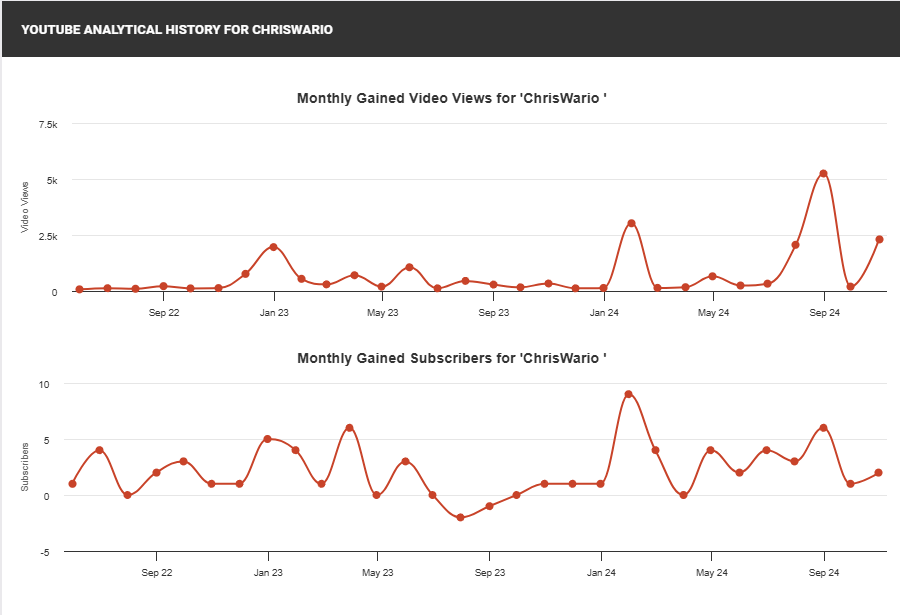 YOUTUBE ANALYTICAL HISTORY FOR CHRISWARIO
Monthly Gained Video Views for 'ChrisWario '
7.5k
5k
2.5k
0
Video Views
Sep 22 Jan 23 May 23 Sep 23 Jan 24 May 24 Sep 24
Monthly Gained Subscribers for 'ChrisWario '
10
5
0
-5
Subscribers
Sep 22 Jan 23 May 23 Sep 23 Jan 24 May 24 Sep 24